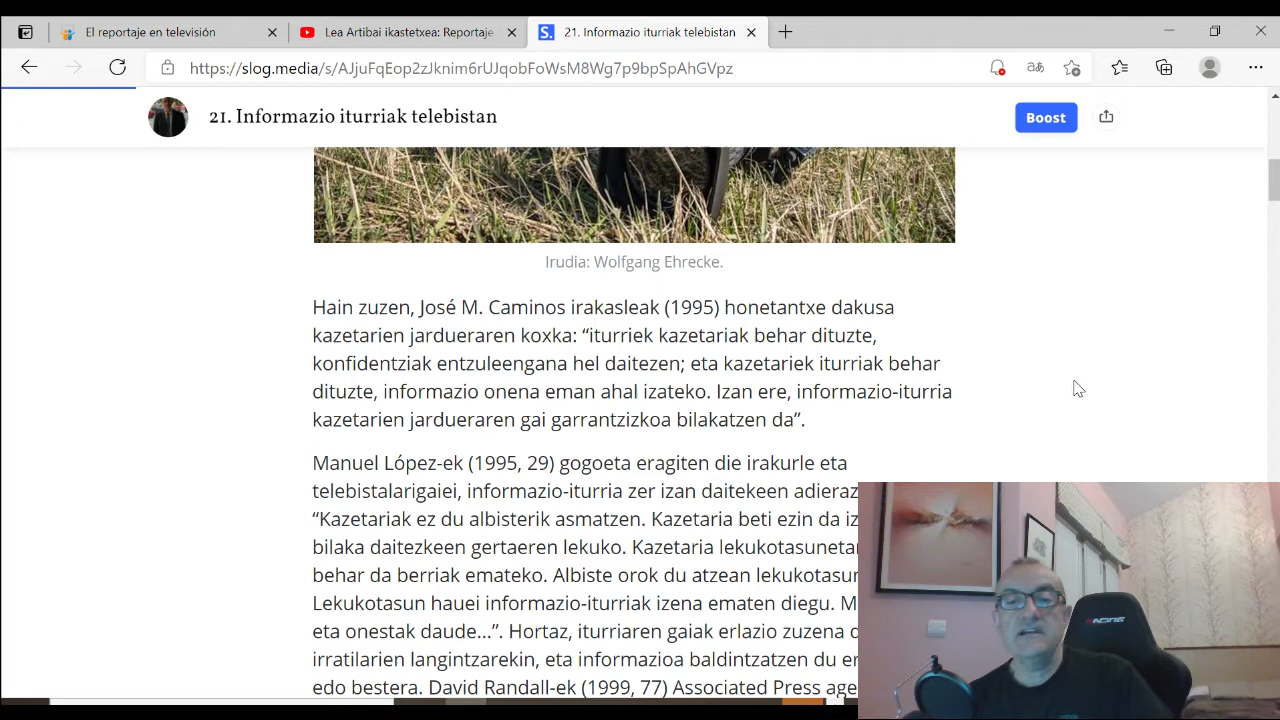 El reportaje en televisión
Lea Artibai ikastetxea: Reportaje
S.
21. Informazio iturriak telebistan
https://slog.media/s/AJjuFqEop2zJknim6rUJqobFoWsM8Wg7p9bpSpAhGVpz
21. Informazio iturriak telebistan
Boost
Irudia: Wolfgang Ehrecke.
Hain zuzen, José M. Caminos irakasleak (1995) honetantxe dakusa
kazetarien jardueraren koxka: “iturriek kazetariak behar dituzte,
konfidentziak entzuleengana hel daitezen; eta kazetariek iturriak behar
dituzte, informazio onena eman ahal izateko. Izan ere, informazio-iturria
kazetarien jardueraren gai garrantzizkoa bilakatzen da”.
Manuel López-ek (1995, 29) gogoeta eragiten die irakurle eta
telebistalarigaiei, informazio-iturria zer izan daitekeen
“Kazetariak ez du albisterik asmatzen. Kazetaria beti ezin da
bilaka daitezkeen gertaeren lekuko. Kazetaria
behar da berriak emateko. Albiste orok du atzean
Lekukotasun hauei informazio-iturriak izena ematen diegu.
eta onestak daude...”. Hortaz, iturriaren gaiak erlazio zuzena
irratilarien langintzarekin, eta informazioa baldintzatzen du
edo bestera. David Randall-ek (1999, 77) Associated Press
RACING